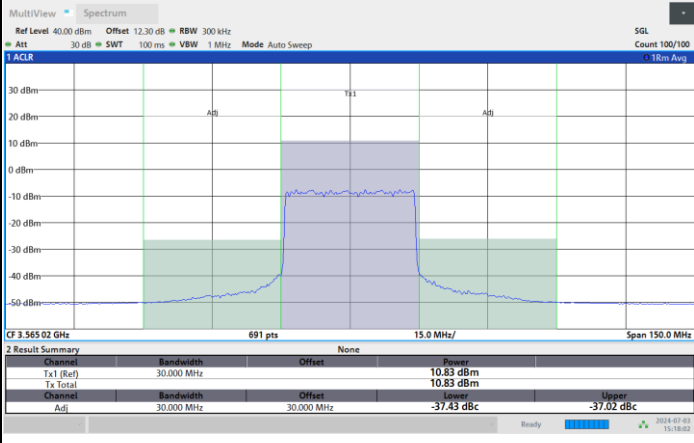 MultiView Spectrum
Ref Level 40.00 dBm Offset 12.30 dB RBW 300 kHz SGL
Att 30 dB SWT 100 ms VBW 1 MHz Mode Auto Sweep Count 100/100
1 ACLR 1Rm Avg
30 dBm
Tx1
20 dBm
Adj Adj
10 dBm
0 dBm
-10 dBm
-20 dBm
-30 dBm
-40 dBm
-50 dBm
CF 3.56502 GHz 691 pts 15.0 MHz/ Span 150.0 MHz
2 Result Summary None
Channel Bandwidth Offset Power
Tx1 (Ref) 30.000 MHz 10.83 dBm
Tx Total 10.83 dBm
Channel Bandwidth Offset Lower Upper
Adj 30.000 MHz 30.000 MHz -37.43 dBc -37.02 dBc
Ready 2024-07-03
15:18:02